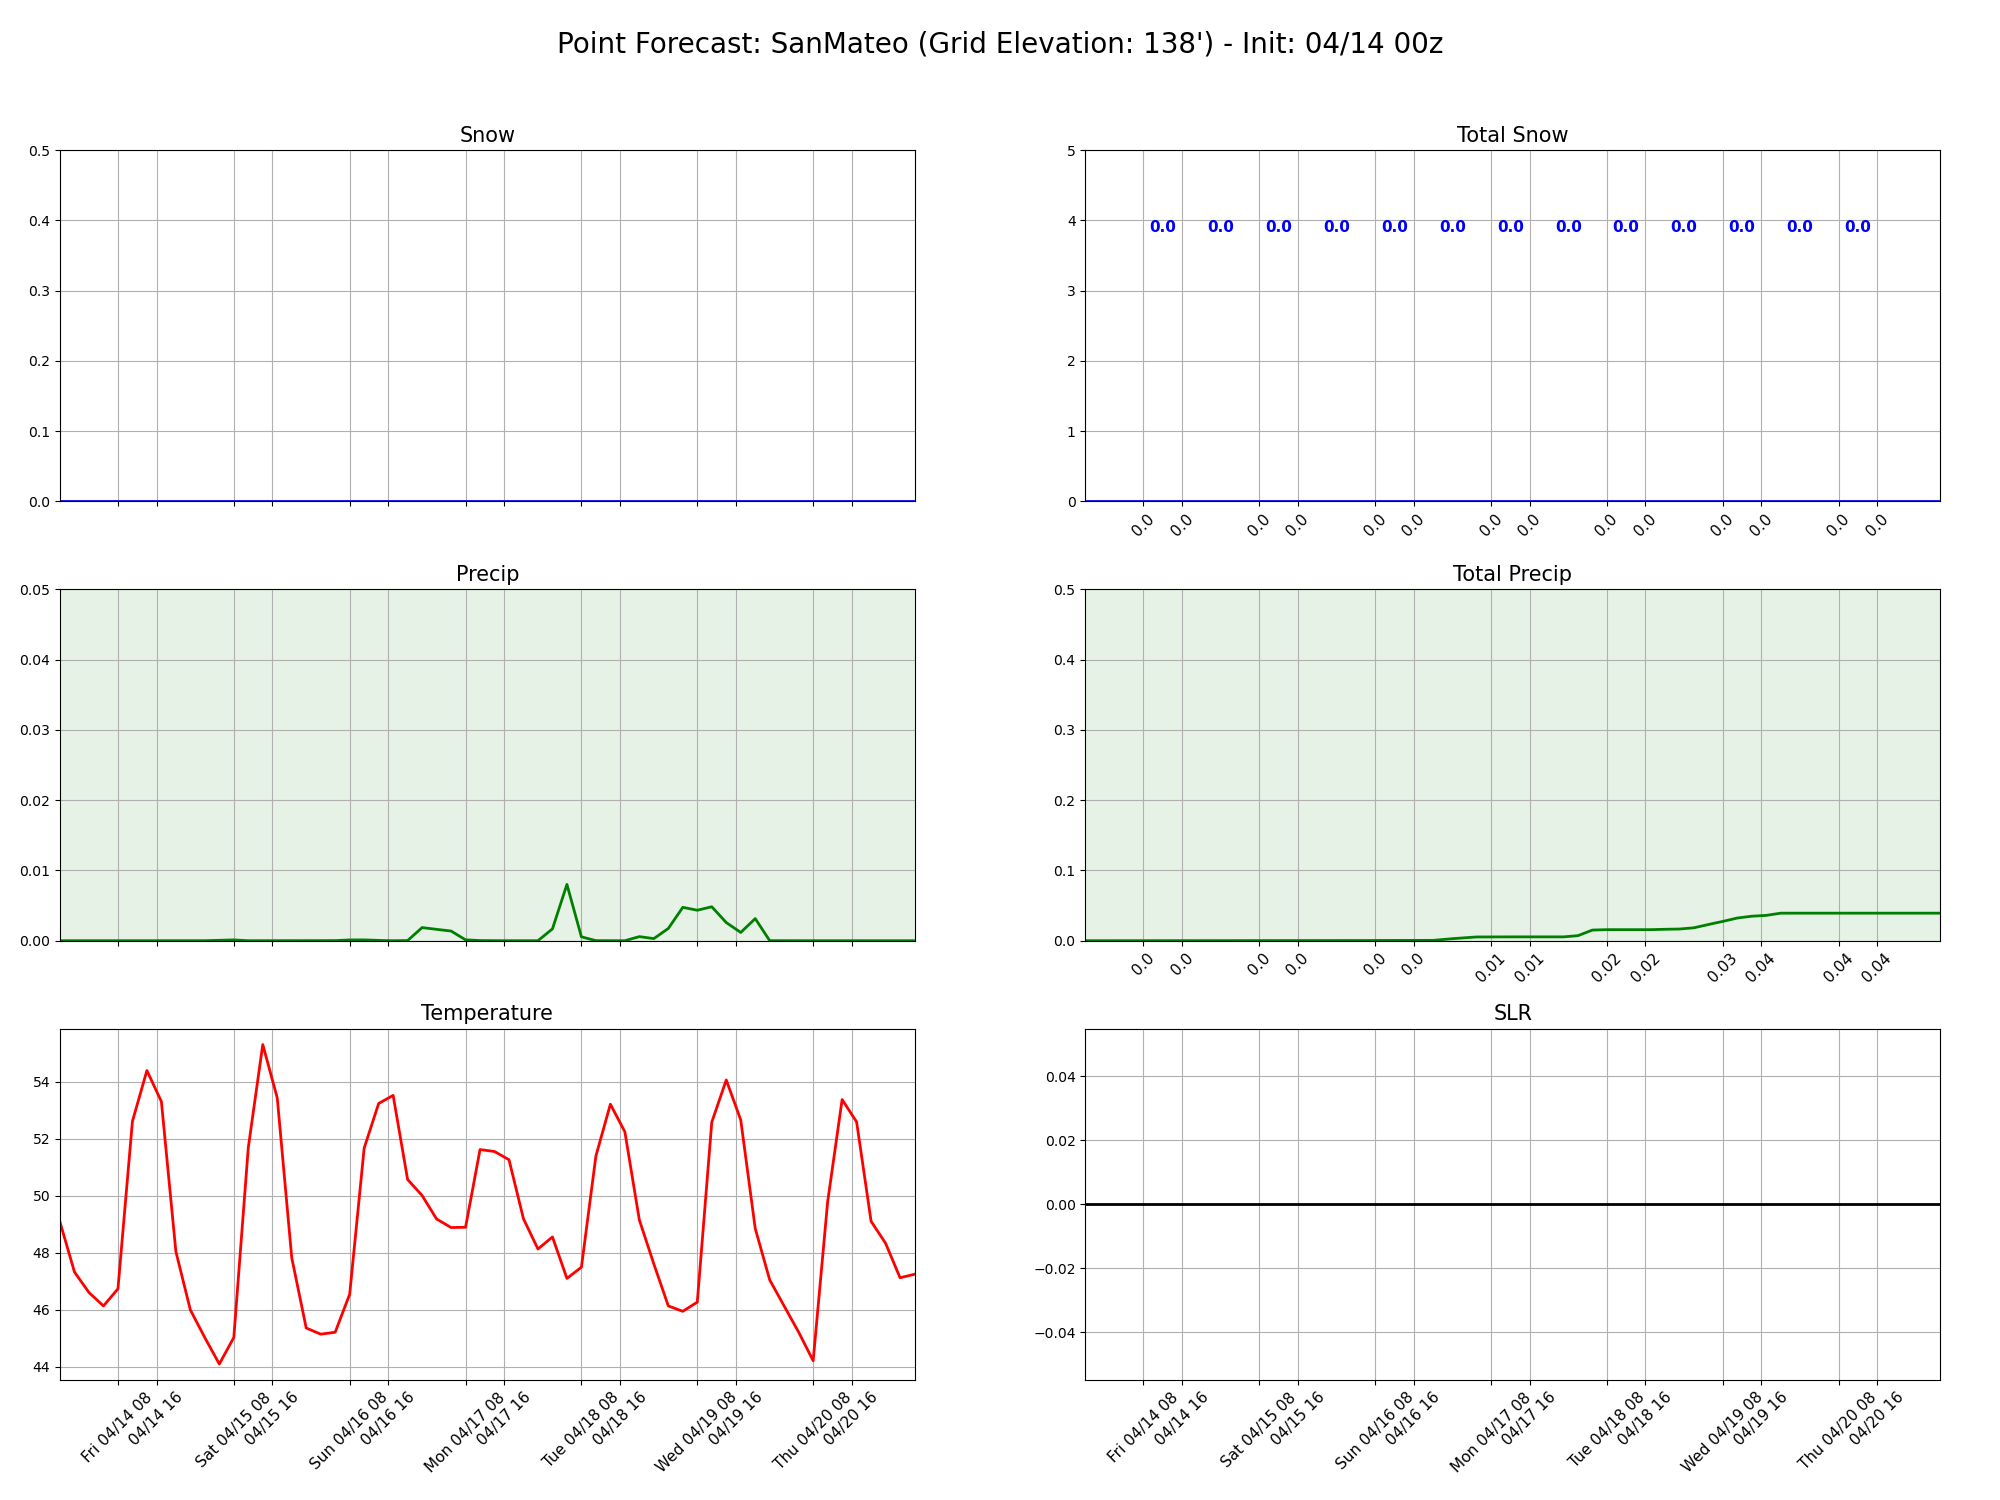 Point Forecast: SanMateo (Grid Elevation: 138') - Init: 04/14 00z
Snow
0.5
0.4
0.3
0.2
0.1
0.0
Total Snow
5
4
3
2
1
0
0.0 0.0 0.0 0.0 0.0 0.0 0.0 0.0 0.0 0.0 0.0 0.0 0.0
0.0 0.0 0.0 0.0 0.0 0.0 0.0 0.0 0.0 0.0 0.0 0.0 0.0 0.0
Precip
0.05
0.04
0.03
0.02
0.01
0.00
Total Precip
0.5
0.4
0.3
0.2
0.1
0.0
0.0 0.0 0.0 0.0 0.0 0.0 0.01 0.01 0.02 0.02 0.03 0.04 0.04 0.04
Temperature
54
52
50
48
46
44
Fri 04/14 08
04/14 16
Sat 04/15 08
04/15 16
Sun 04/16 08
04/16 16
Mon 04/17 08
04/17 16
Tue 04/18 08
04/18 16
Wed 04/19 08
04/19 16
Thu 04/20 08
04/20 16
SLR
0.04
0.02
0.00
−0.02
−0.04
Fri 04/14 08
04/14 16
Sat 04/15 08
04/15 16
Sun 04/16 08
04/16 16
Mon 04/17 08
04/17 16
Tue 04/18 08
04/18 16
Wed 04/19 08
04/19 16
Thu 04/20 08
04/20 16